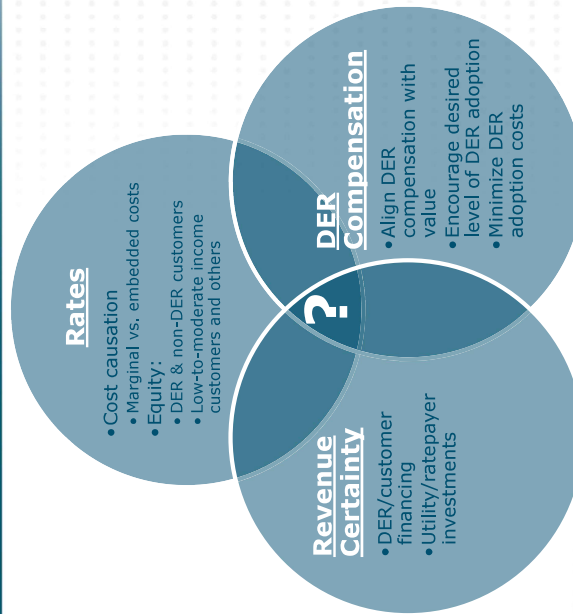 Rates
•Cost causation
•Marginal vs. embedded costs
•Equity:
•DER & non-DER customers
•Low-to-moderate income
customers and others
Revenue
Certainty
•DER/customer
financing
•Utility/ratepayer
investments
?
DER
Compensation
•Align DER
compensation with
value
•Encourage desired
level of DER adoption
•Minimize DER
adoption costs